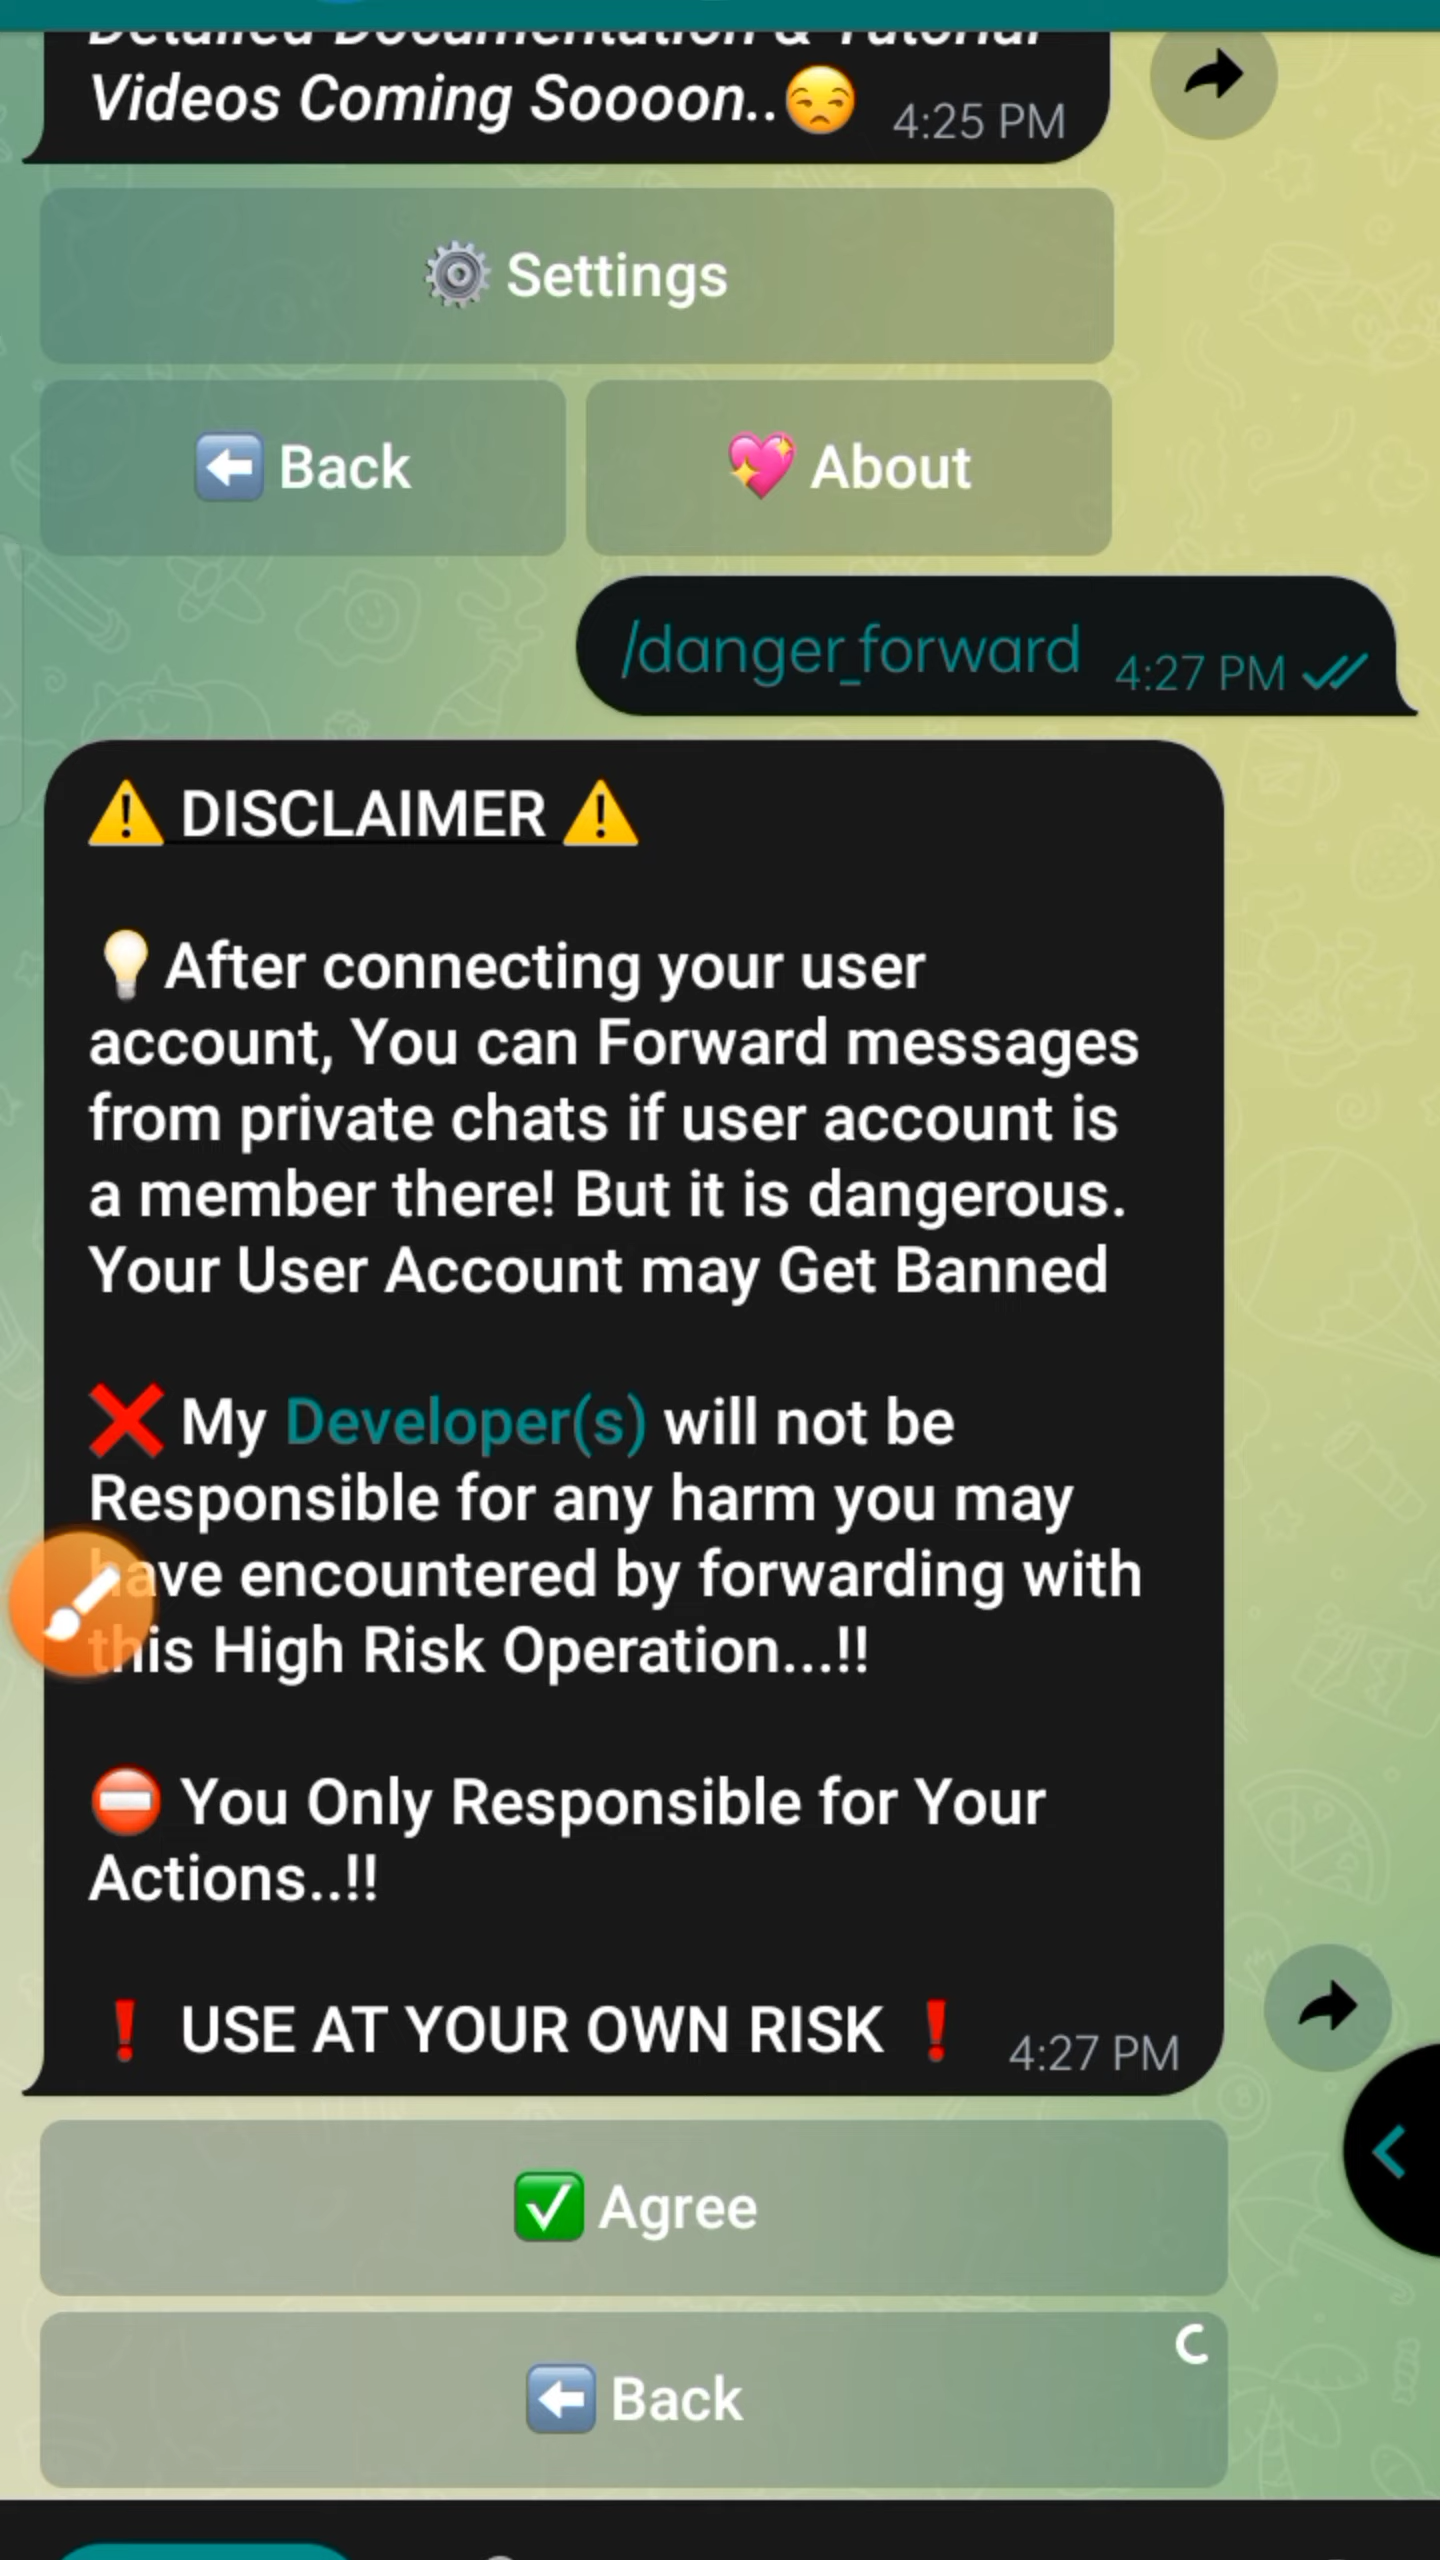 Detailed Documentation & Tutorial
Videos Coming Soooon..😒 4:25 PM
⚙️ Settings
⬅️ Back 💖 About
/danger_forward 4:27 PM
⚠️ DISCLAIMER ⚠️
💡After connecting your user
account, You can Forward messages
from private chats if user account is
a member there! But it is dangerous.
Your User Account may Get Banned
❌ My Developer(s) will not be
Responsible for any harm you may
have encountered by forwarding with
this High Risk Operation...!!
⛔ You Only Responsible for Your
Actions..!!
❗ USE AT YOUR OWN RISK ❗ 4:27 PM
✅ Agree
⬅️ Back